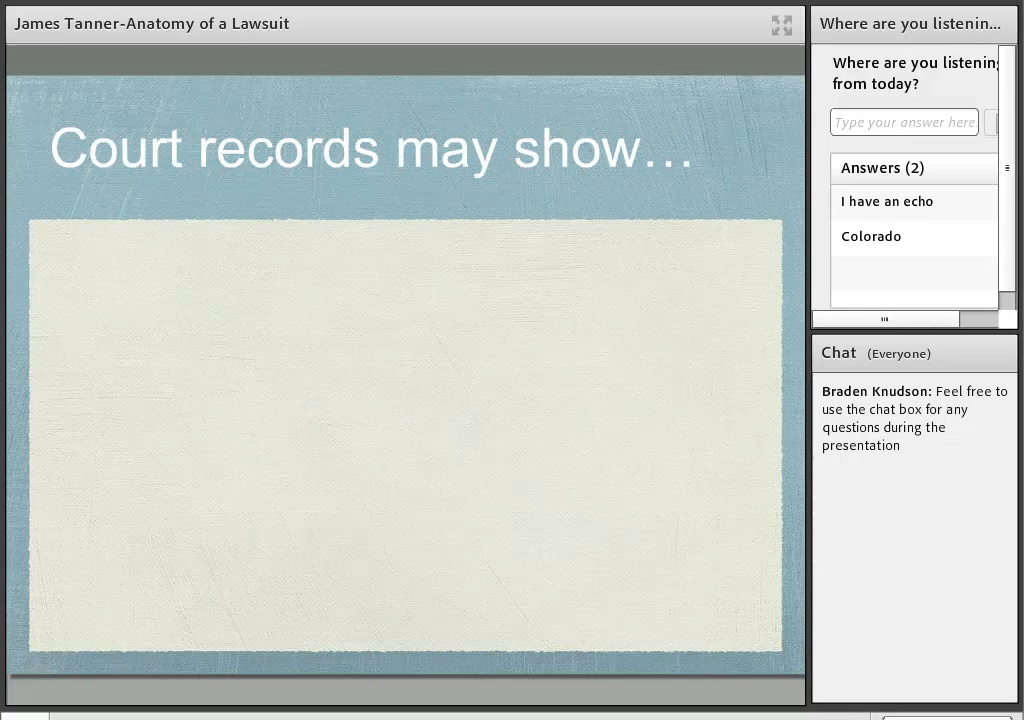 James Tanner-Anatomy of a Lawsuit
Court records may show…
Where are you listenin...
Where are you listening
from today?
Type your answer here.
Answers (2)
I have an echo
Colorado
Chat (Everyone)
Braden Knudson: Feel free to
use the chat box for any
questions during the
presentation